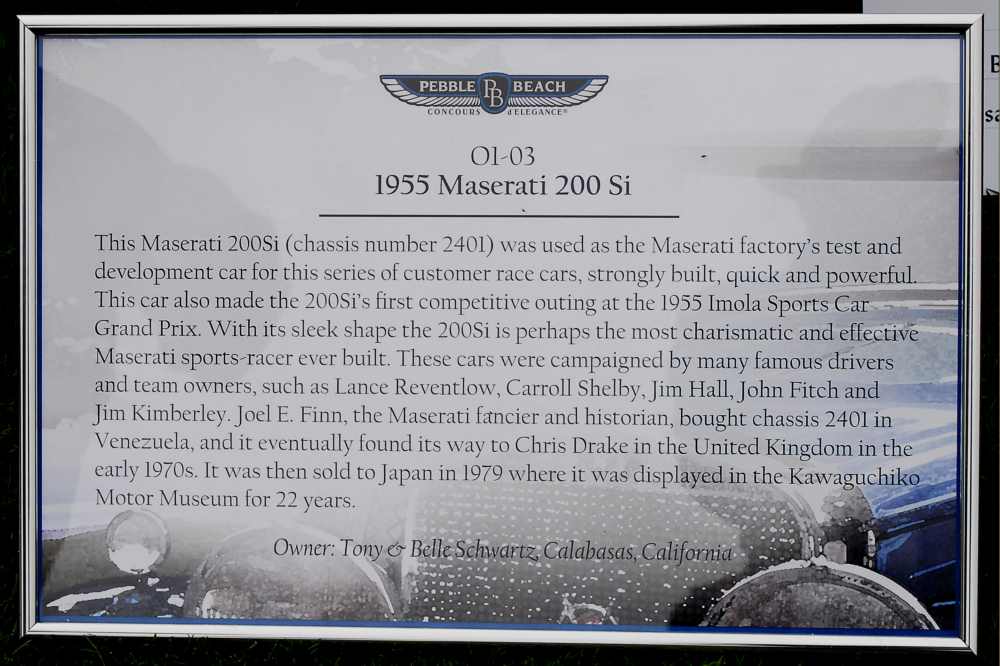 PEBBLE PB BEACH
CONCOURS d'ELEGANCE®
O1-03
1955 Maserati 200 Si
This Maserati 200Si (chassis number 2401) was used as the Maserati factory's test and
development car for this series of customer race cars, strongly built, quick and powerful.
This car also made the 200Si's first competitive outing at the 1955 Imola Sports Car
Grand Prix. With its sleek shape the 200Si is perhaps the most charismatic and effective
Maserati sports-racer ever built. These cars were campaigned by many famous drivers
and team owners, such as Lance Reventlow, Carroll Shelby, Jim Hall, John Fitch and
Jim Kimberley. Joel E. Finn, the Maserati fancier and historian, bought chassis 2401 in
Venezuela, and it eventually found its way to Chris Drake in the United Kingdom in the
early 1970s. It was then sold to Japan in 1979 where it was displayed in the Kawaguchiko
Motor Museum for 22 years.
Owner: Tony & Belle Schwartz, Calabasas, California